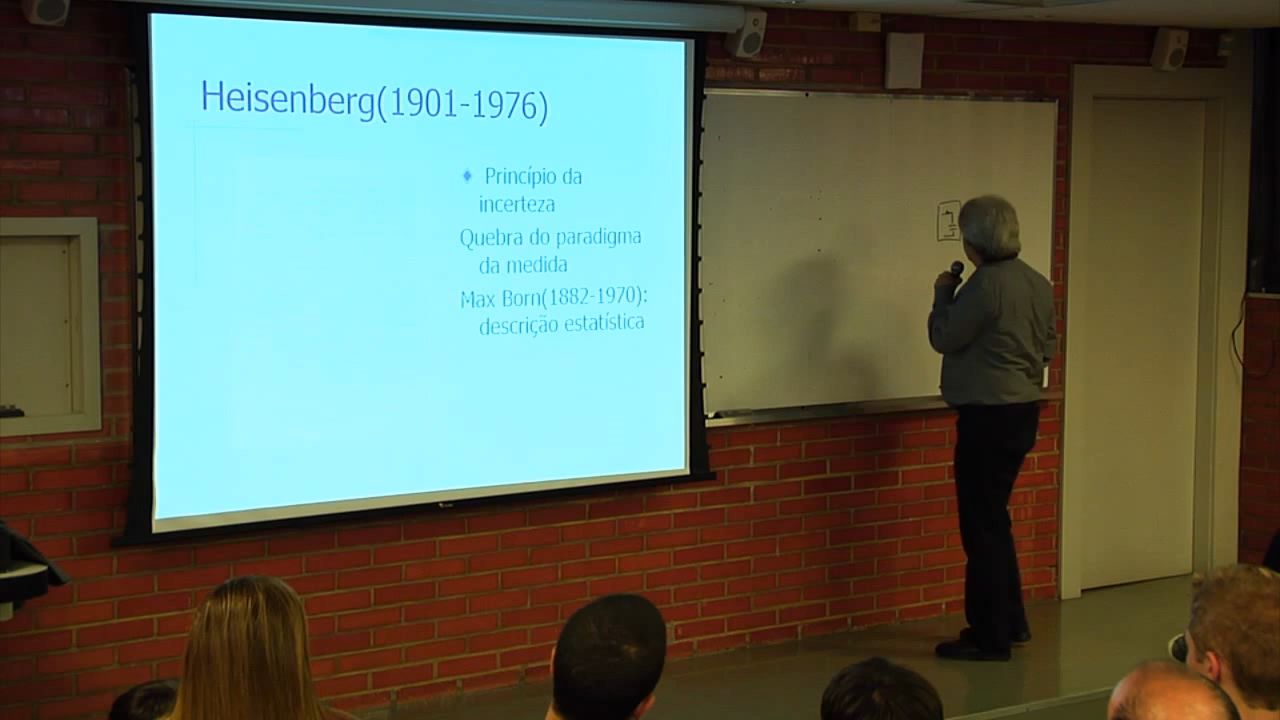 Heisenberg(1901-1976)
Princípio da
incerteza
Quebra do paradigma
da medida
Max Born(1882-1970):
descrição estatística